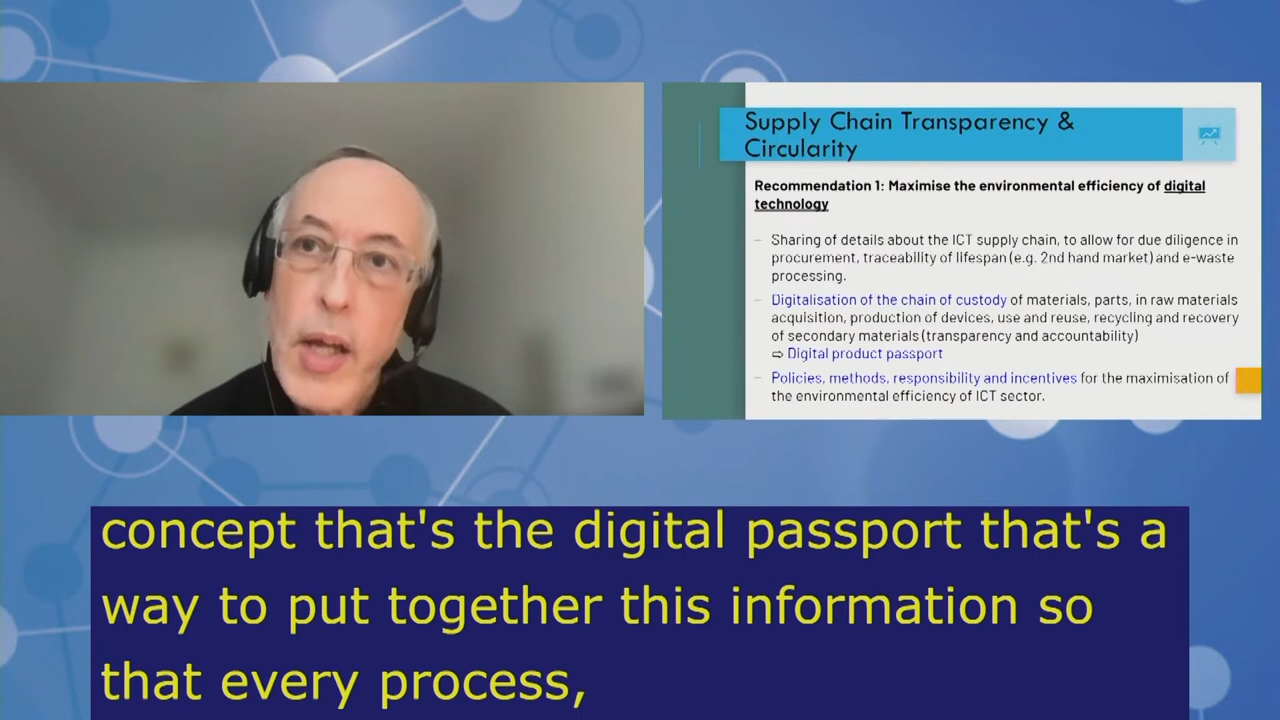 Supply Chain Transparency &
Circularity
Recommendation 1: Maximise the environmental efficiency of digital
technology
– Sharing of details about the ICT supply chain, to allow for due diligence in
procurement, traceability of lifespan (e.g. 2nd hand market) and e-waste
processing.
– Digitalisation of the chain of custody of materials, parts, in raw materials
acquisition, production of devices, use and reuse, recycling and recovery
of secondary materials (transparency and accountability)
⇨ Digital product passport
– Policies, methods, responsibility and incentives for the maximisation of
the environmental efficiency of ICT sector.
concept that's the digital passport that's a
way to put together this information so
that every process,